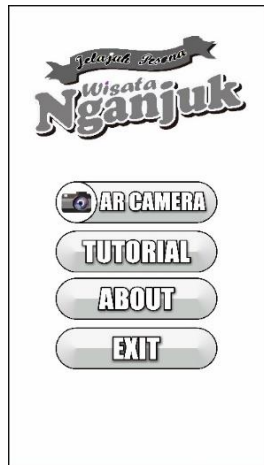 Jelajah Pesona
Wisata
Nganjuk
AR CAMERA
TUTORIAL
ABOUT
EXIT